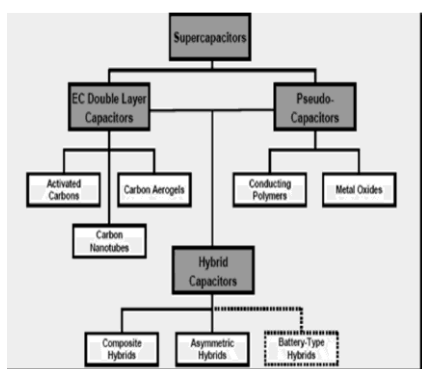 Supercapacitors
EC Double Layer
Capacitors
Pseudo-
Capacitors
Activated
Carbons
Carbon Aerogels
Conducting
Polymers
Metal Oxides
Carbon
Nanotubes
Hybrid
Capacitors
Composite
Hybrids
Asymmetric
Hybrids
Battery-Type
Hybrids